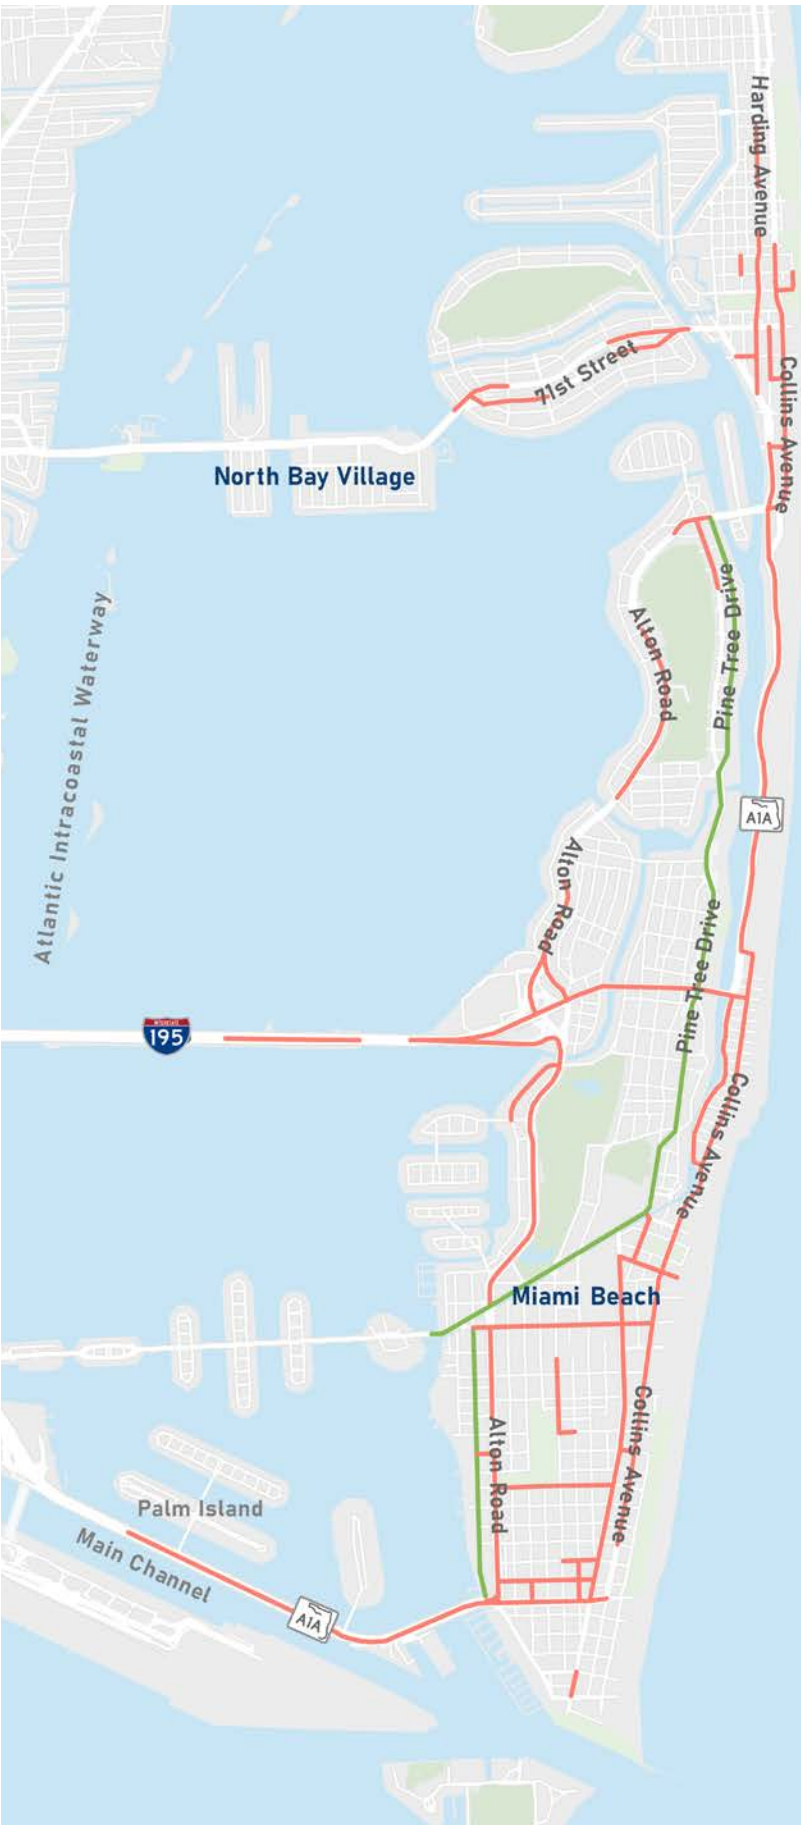 Harding Avenue
Collins Avenue
71st Street
North Bay Village
Pine Tree Drive
Alton Road
Atlantic Intracoastal Waterway
A1A
Alton Road
Pine Tree Drive
INTERSTATE
195
Collins Avenue
Miami Beach
Collins Avenue
Alton Road
Palm Island
Main Channel
A1A